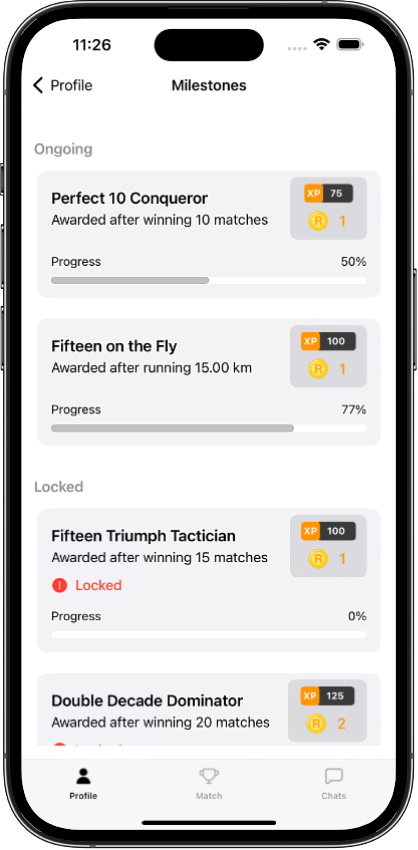 11:26
Profile
Milestones
Ongoing
Perfect 10 Conqueror
XP 75
Awarded after winning 10 matches
R 1
Progress 50%
Fifteen on the Fly
XP 100
Awarded after running 15.00 km
R 1
Progress 77%
Locked
Fifteen Triumph Tactician
XP 100
Awarded after winning 15 matches
R 1
! Locked
Progress 0%
Double Decade Dominator
XP 125
Awarded after winning 20 matches
R 2
Profile
Match
Chats